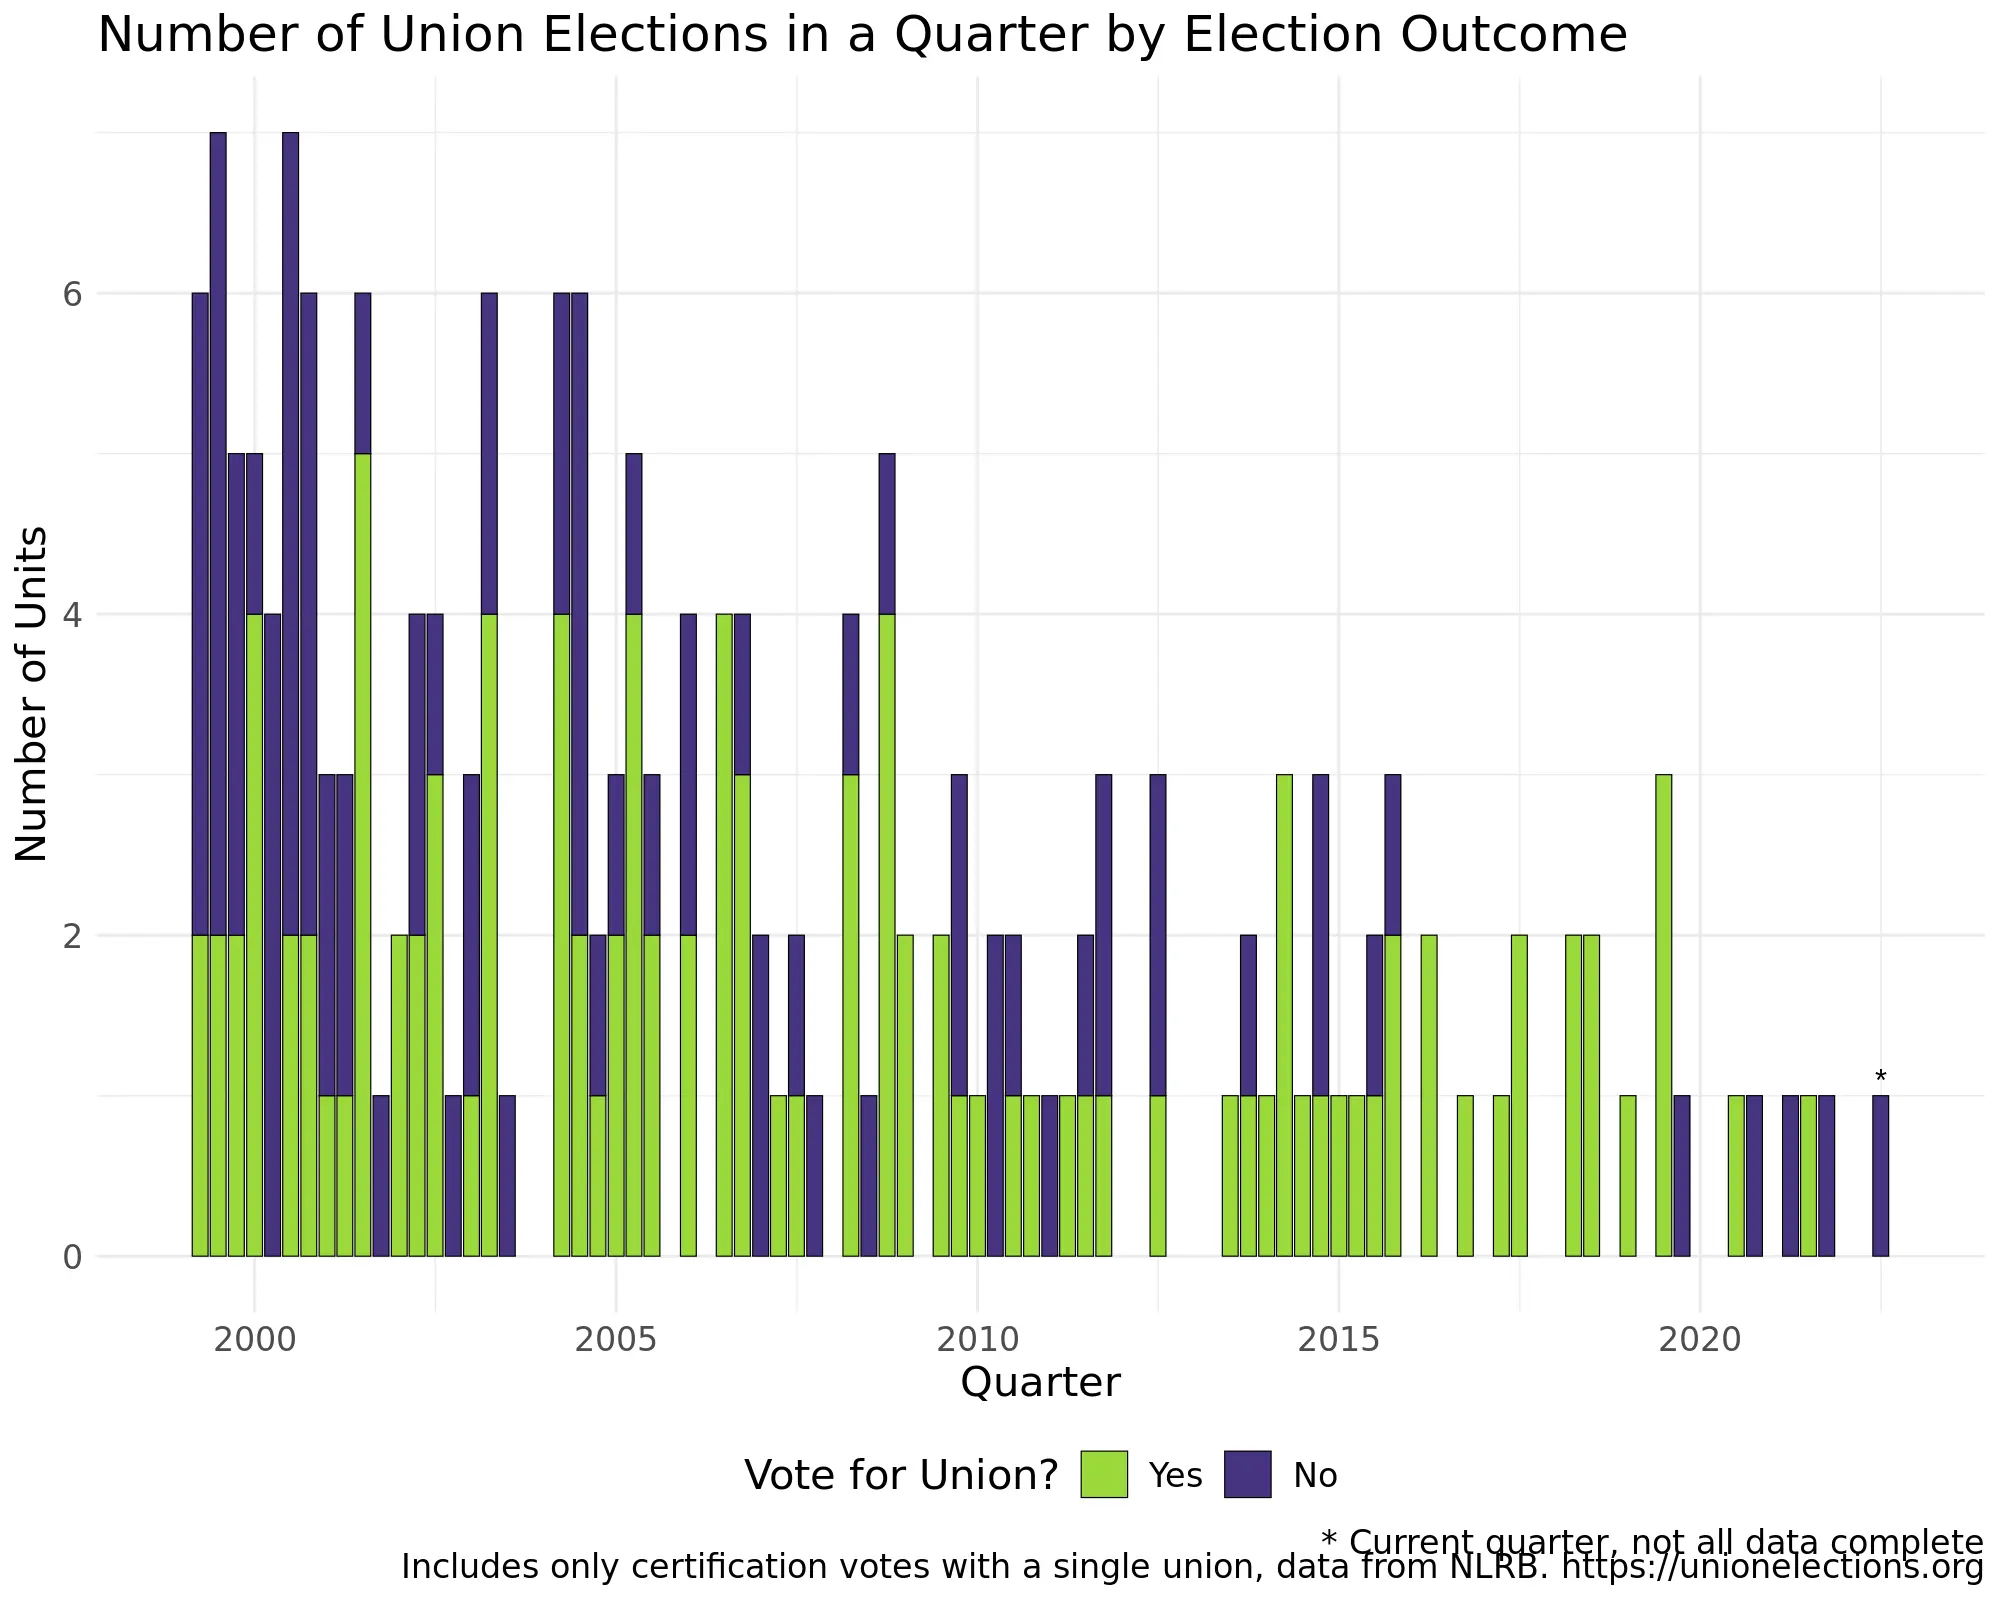 Number of Union Elections in a Quarter by Election Outcome
Number of Units
6
4
2
0
*
2000 2005 2010 2015 2020
Quarter
Vote for Union? Yes No
* Current quarter, not all data complete
Includes only certification votes with a single union, data from NLRB. https://unionelections.org